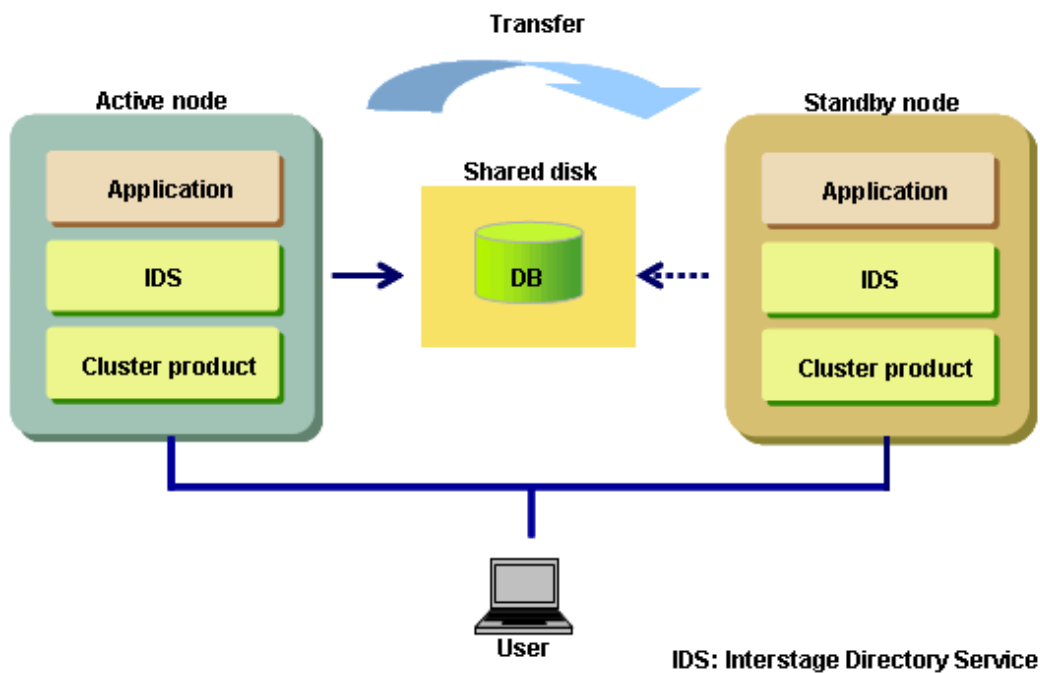 Transfer
Active node
Standby node
Application
IDS
Cluster product
Shared disk
DB
Application
IDS
Cluster product
User
IDS: Interstage Directory Service